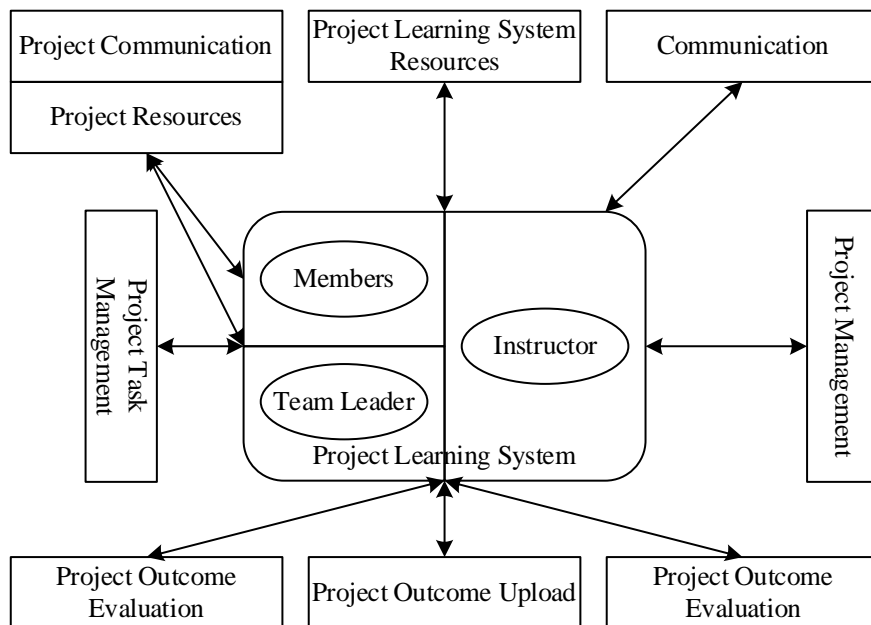 Project Communication
Project Resources
Project Learning System
Resources
Communication
Project Task
Management
Members
Team Leader
Instructor
Project Learning System
Project Management
Project Outcome
Evaluation
Project Outcome Upload
Project Outcome
Evaluation